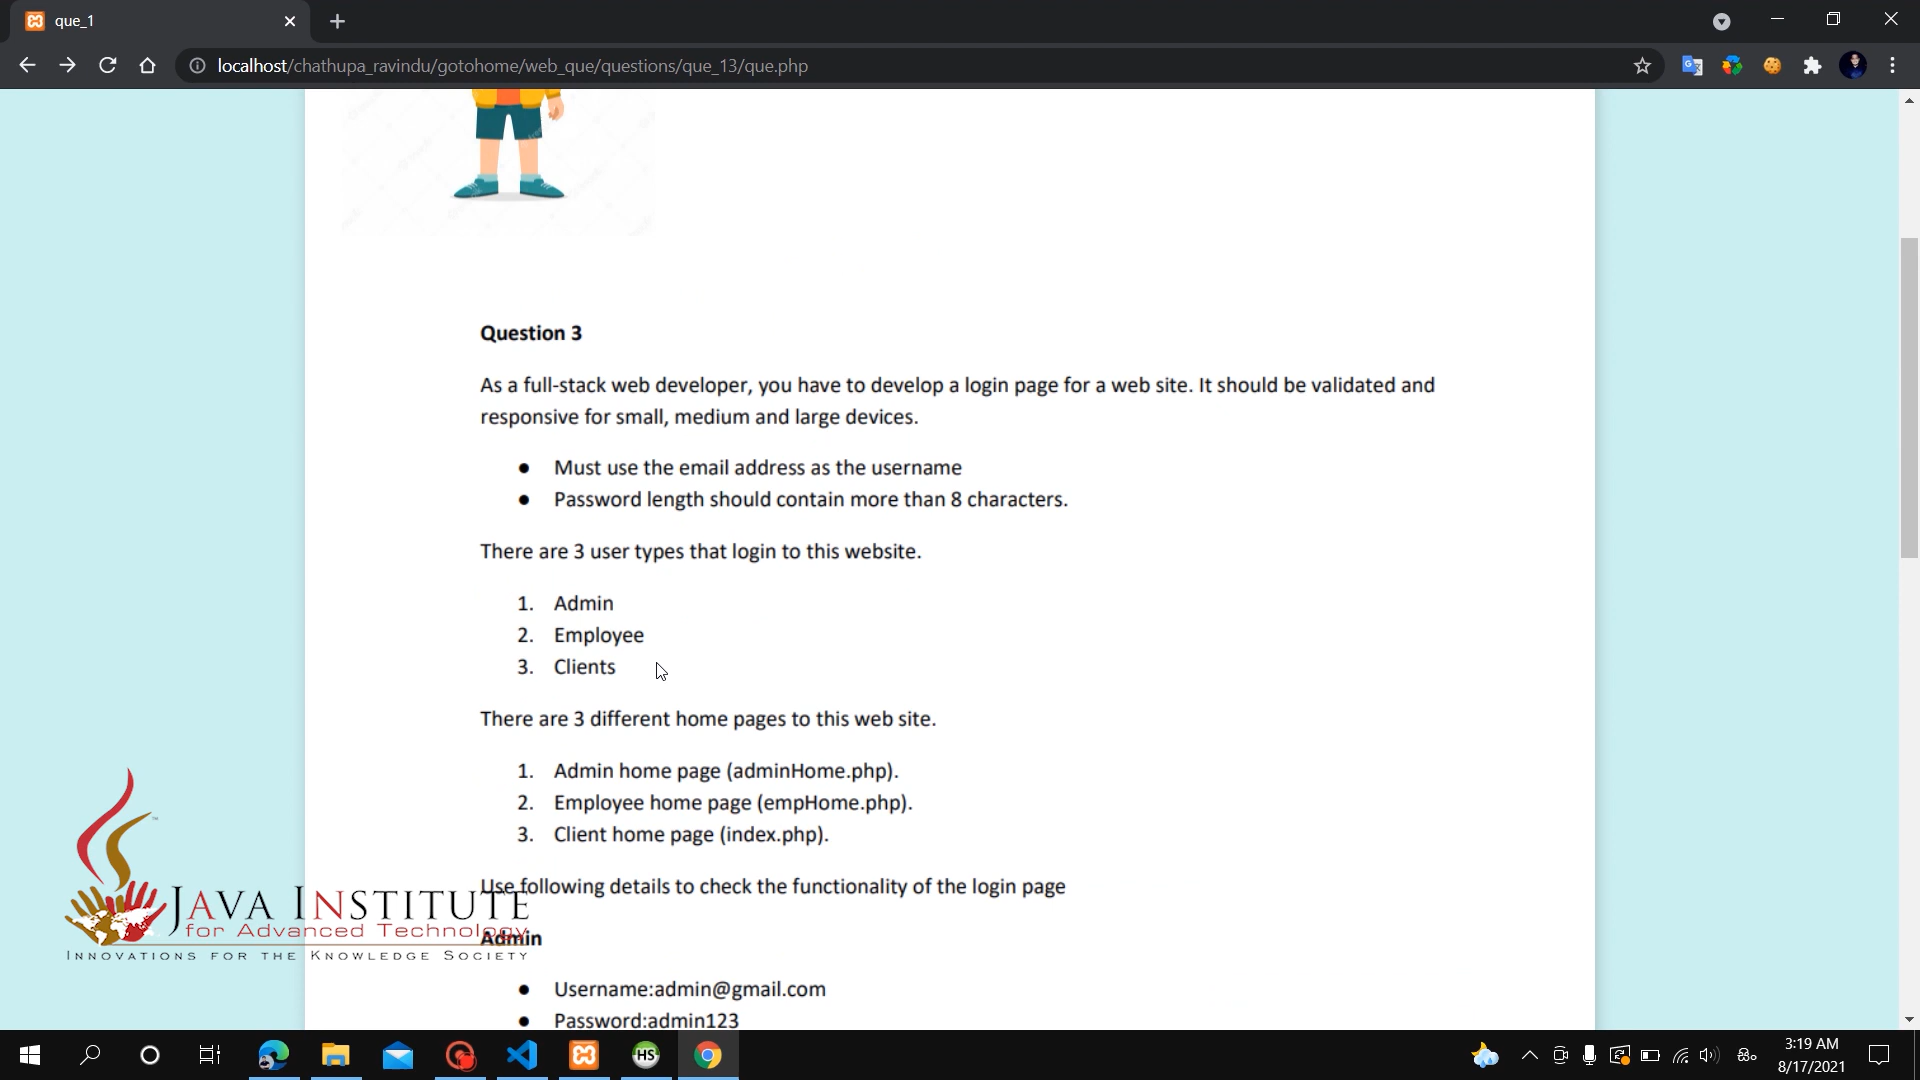 que_1
localhost/chathupa_ravindu/gotohome/web_que/questions/que_13/que.php
Question 3
As a full-stack web developer, you have to develop a login page for a web site. It should be validated and
responsive for small, medium and large devices.
● Must use the email address as the username
● Password length should contain more than 8 characters.
There are 3 user types that login to this website.
1. Admin
2. Employee
3. Clients
There are 3 different home pages to this web site.
1. Admin home page (adminHome.php).
2. Employee home page (empHome.php).
3. Client home page (index.php).
Use following details to check the functionality of the login page
JAVA INSTITUTE
for Advanced Technology
INNOVATIONS FOR THE KNOWLEDGE SOCIETY
TM
Admin
● Username:admin@gmail.com
● Password:admin123
HS
3:19 AM
8/17/2021